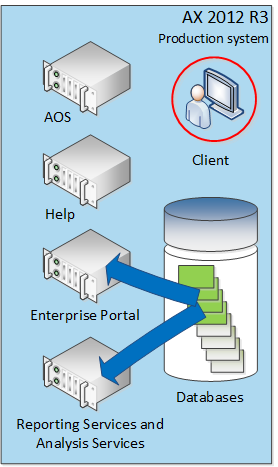 AX 2012 R3
Production system
AOS
Client
Help
Enterprise Portal
Databases
Reporting Services and
Analysis Services